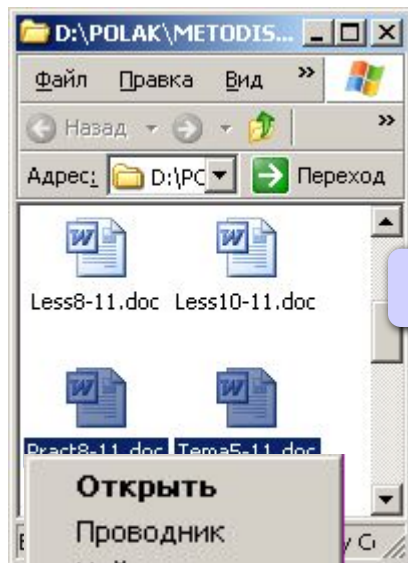 D:\POLAK\METODIS...
Файл Правка Вид »
Назад »
Адрес: D:\PC Переход
Less8-11.doc Less10-11.doc
Pract8-11.doc Tema5-11.doc
Открыть
Проводник